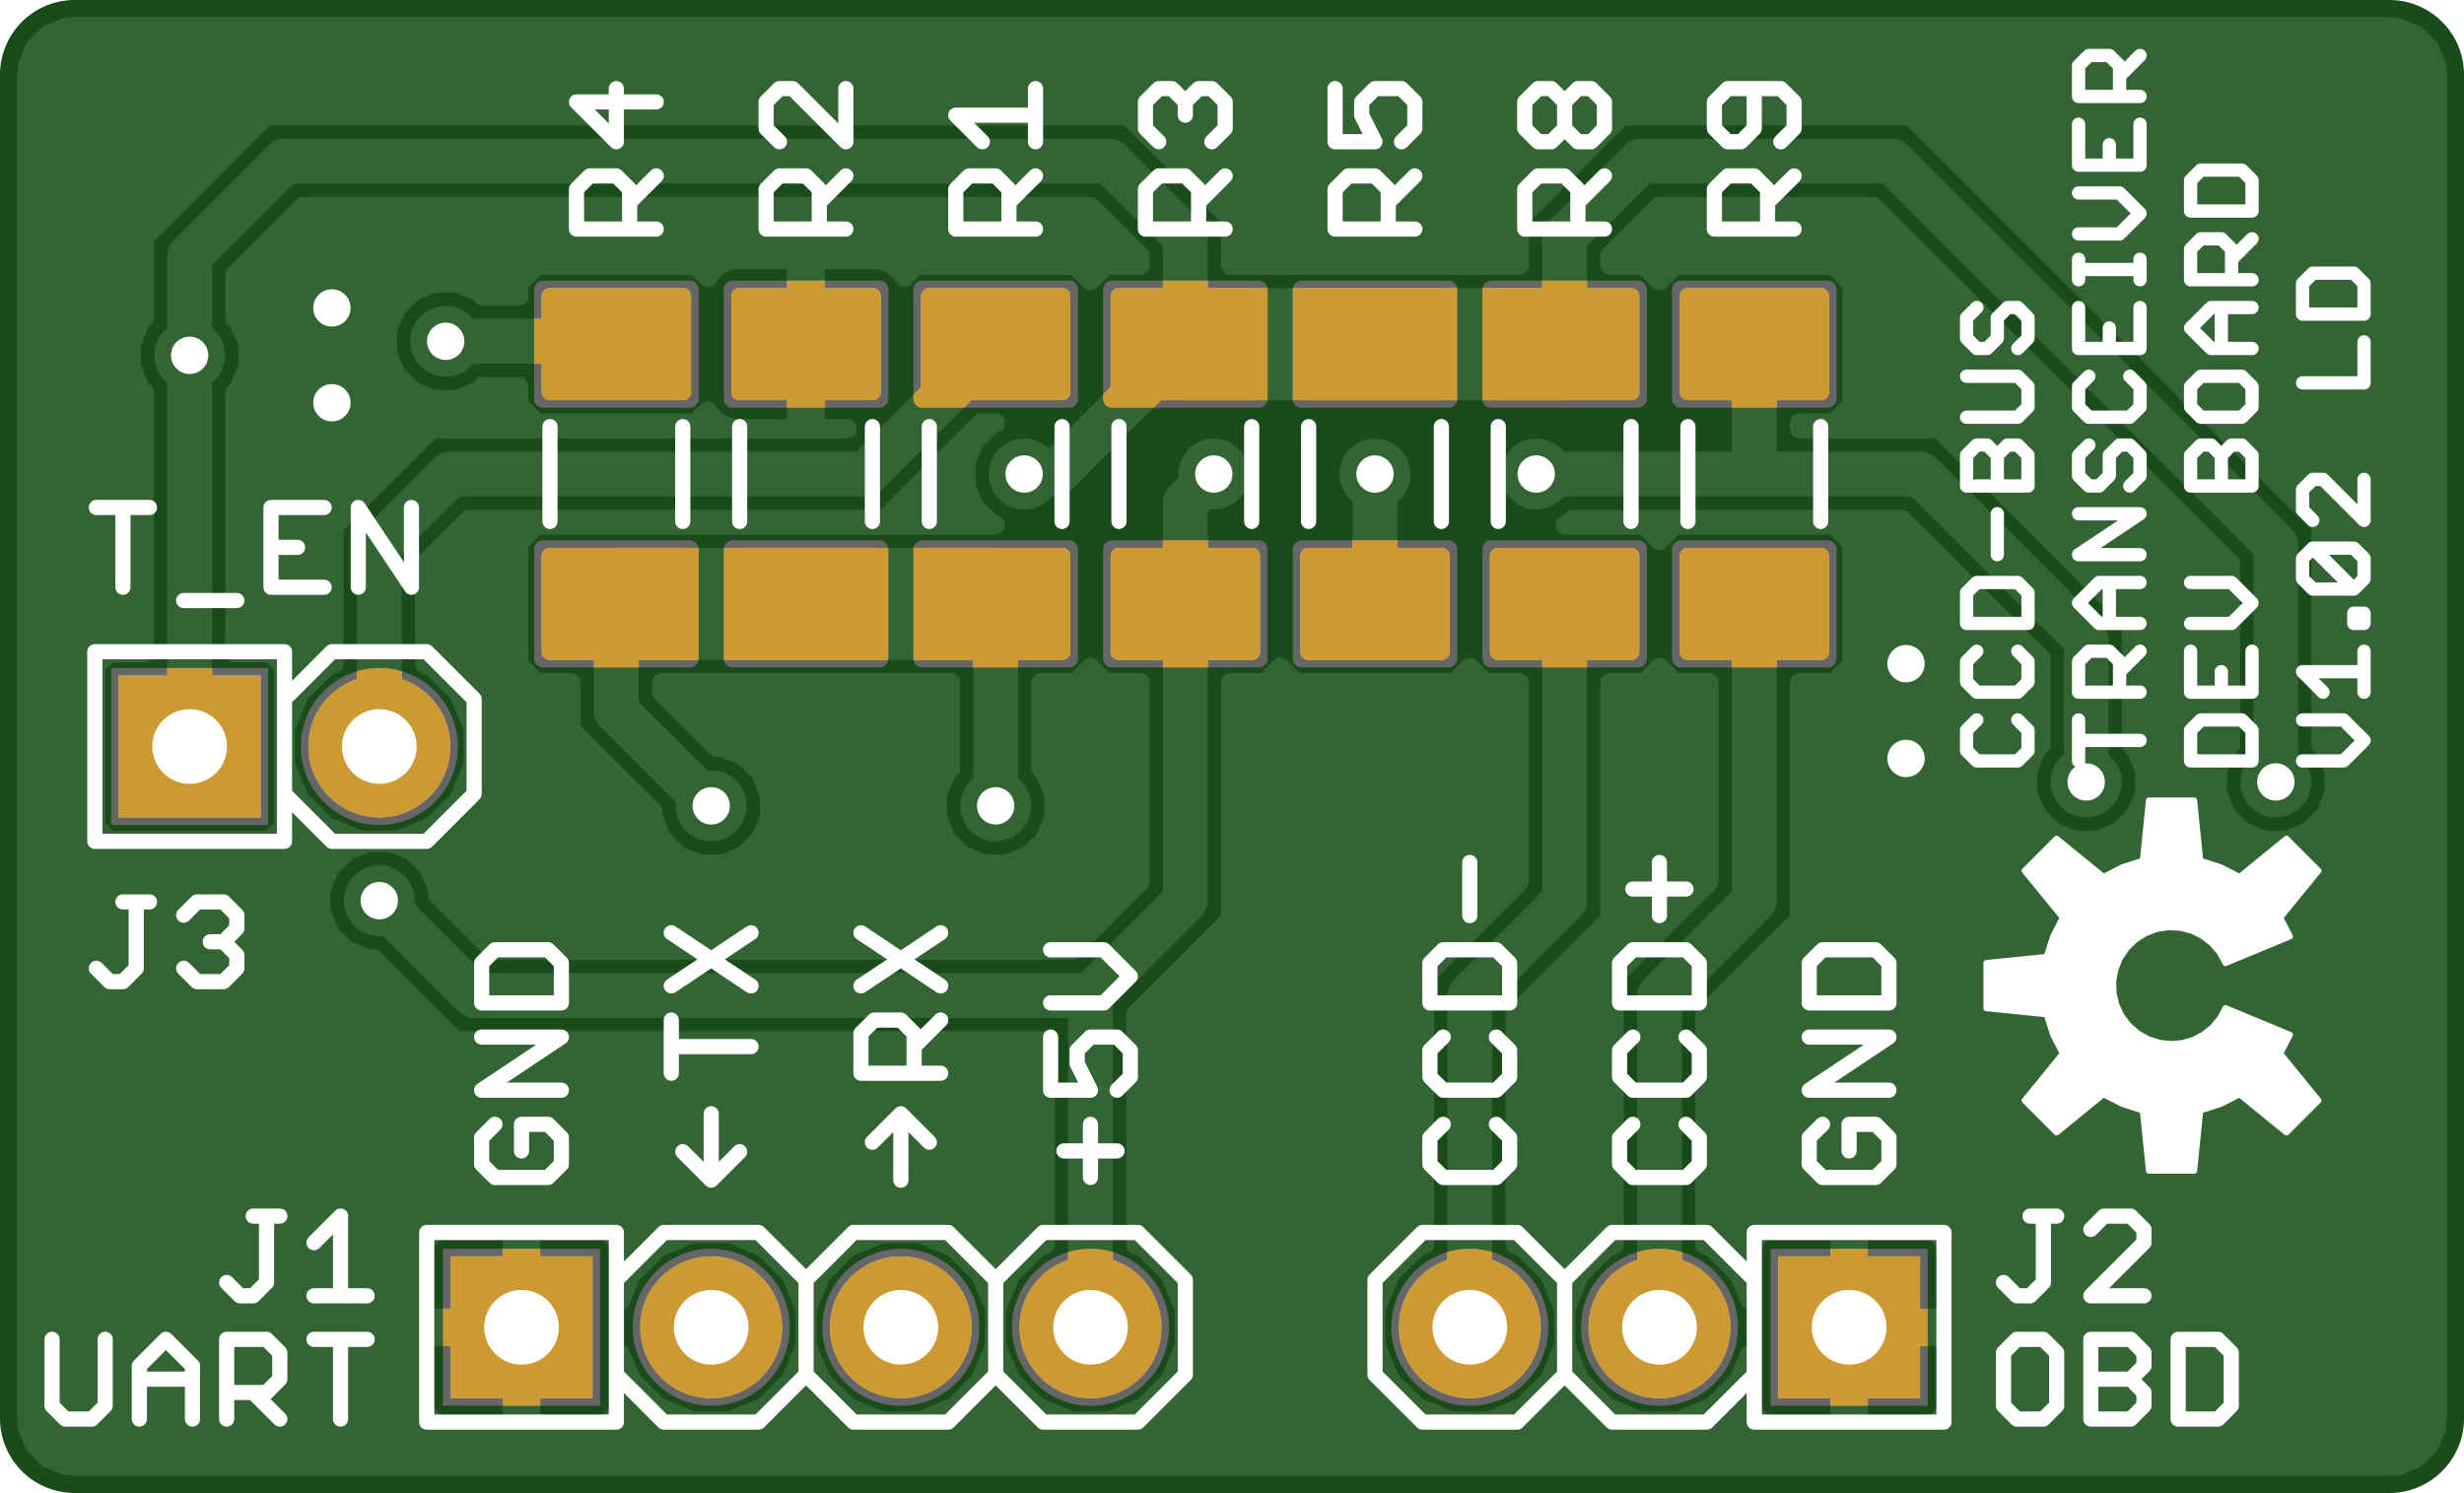 R4
R2
R1
R3
R5
R8
R9
CCD-BUS
TRANSCEIVER
DEV BOARD
V1.02 LD
T_EN
J3
GND
TX
RX
+5V
CCD-
CCD+
GND
↓
↑
J1
UART
J2
OBD